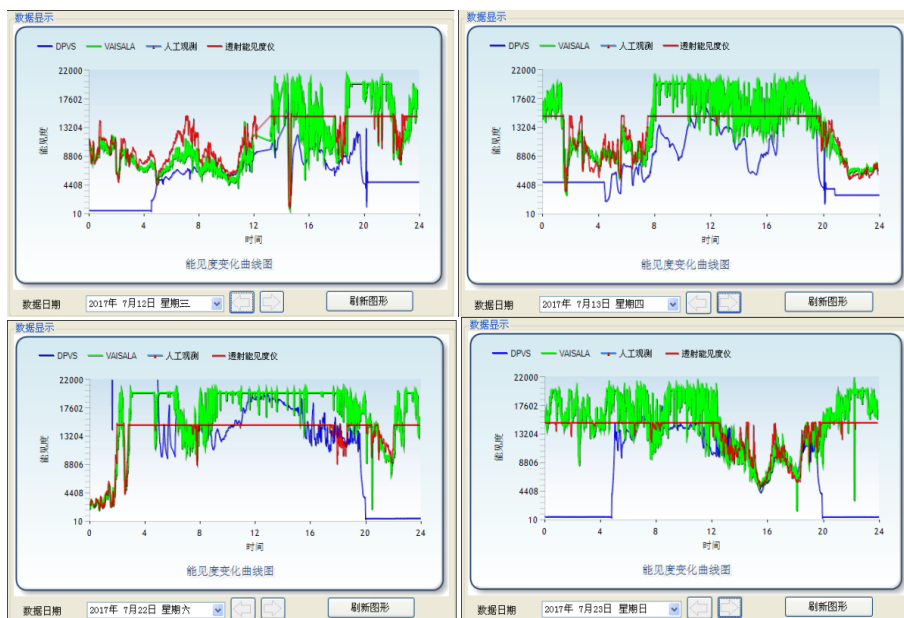 数据显示
DPVS VAISALA 人工观测 透射能见度仪
22000
17602
13204
8806
4408
10
能见度
0 4 8 12 16 20 24
时间
能见度变化曲线图
数据日期 2017年 7月12日 星期三 刷新图形
数据显示
DPVS VAISALA 人工观测 透射能见度仪
22000
17602
13204
8806
4408
10
能见度
0 4 8 12 16 20 24
时间
能见度变化曲线图
数据日期 2017年 7月13日 星期四 刷新图形
数据显示
DPVS VAISALA 人工观测 透射能见度仪
22000
17602
13204
8806
4408
10
能见度
0 4 8 12 16 20 24
时间
能见度变化曲线图
数据日期 2017年 7月22日 星期六 刷新图形
数据显示
DPVS VAISALA 人工观测 透射能见度仪
22000
17602
13204
8806
4408
10
能见度
0 4 8 12 16 20 24
时间
能见度变化曲线图
数据日期 2017年 7月23日 星期日 刷新图形